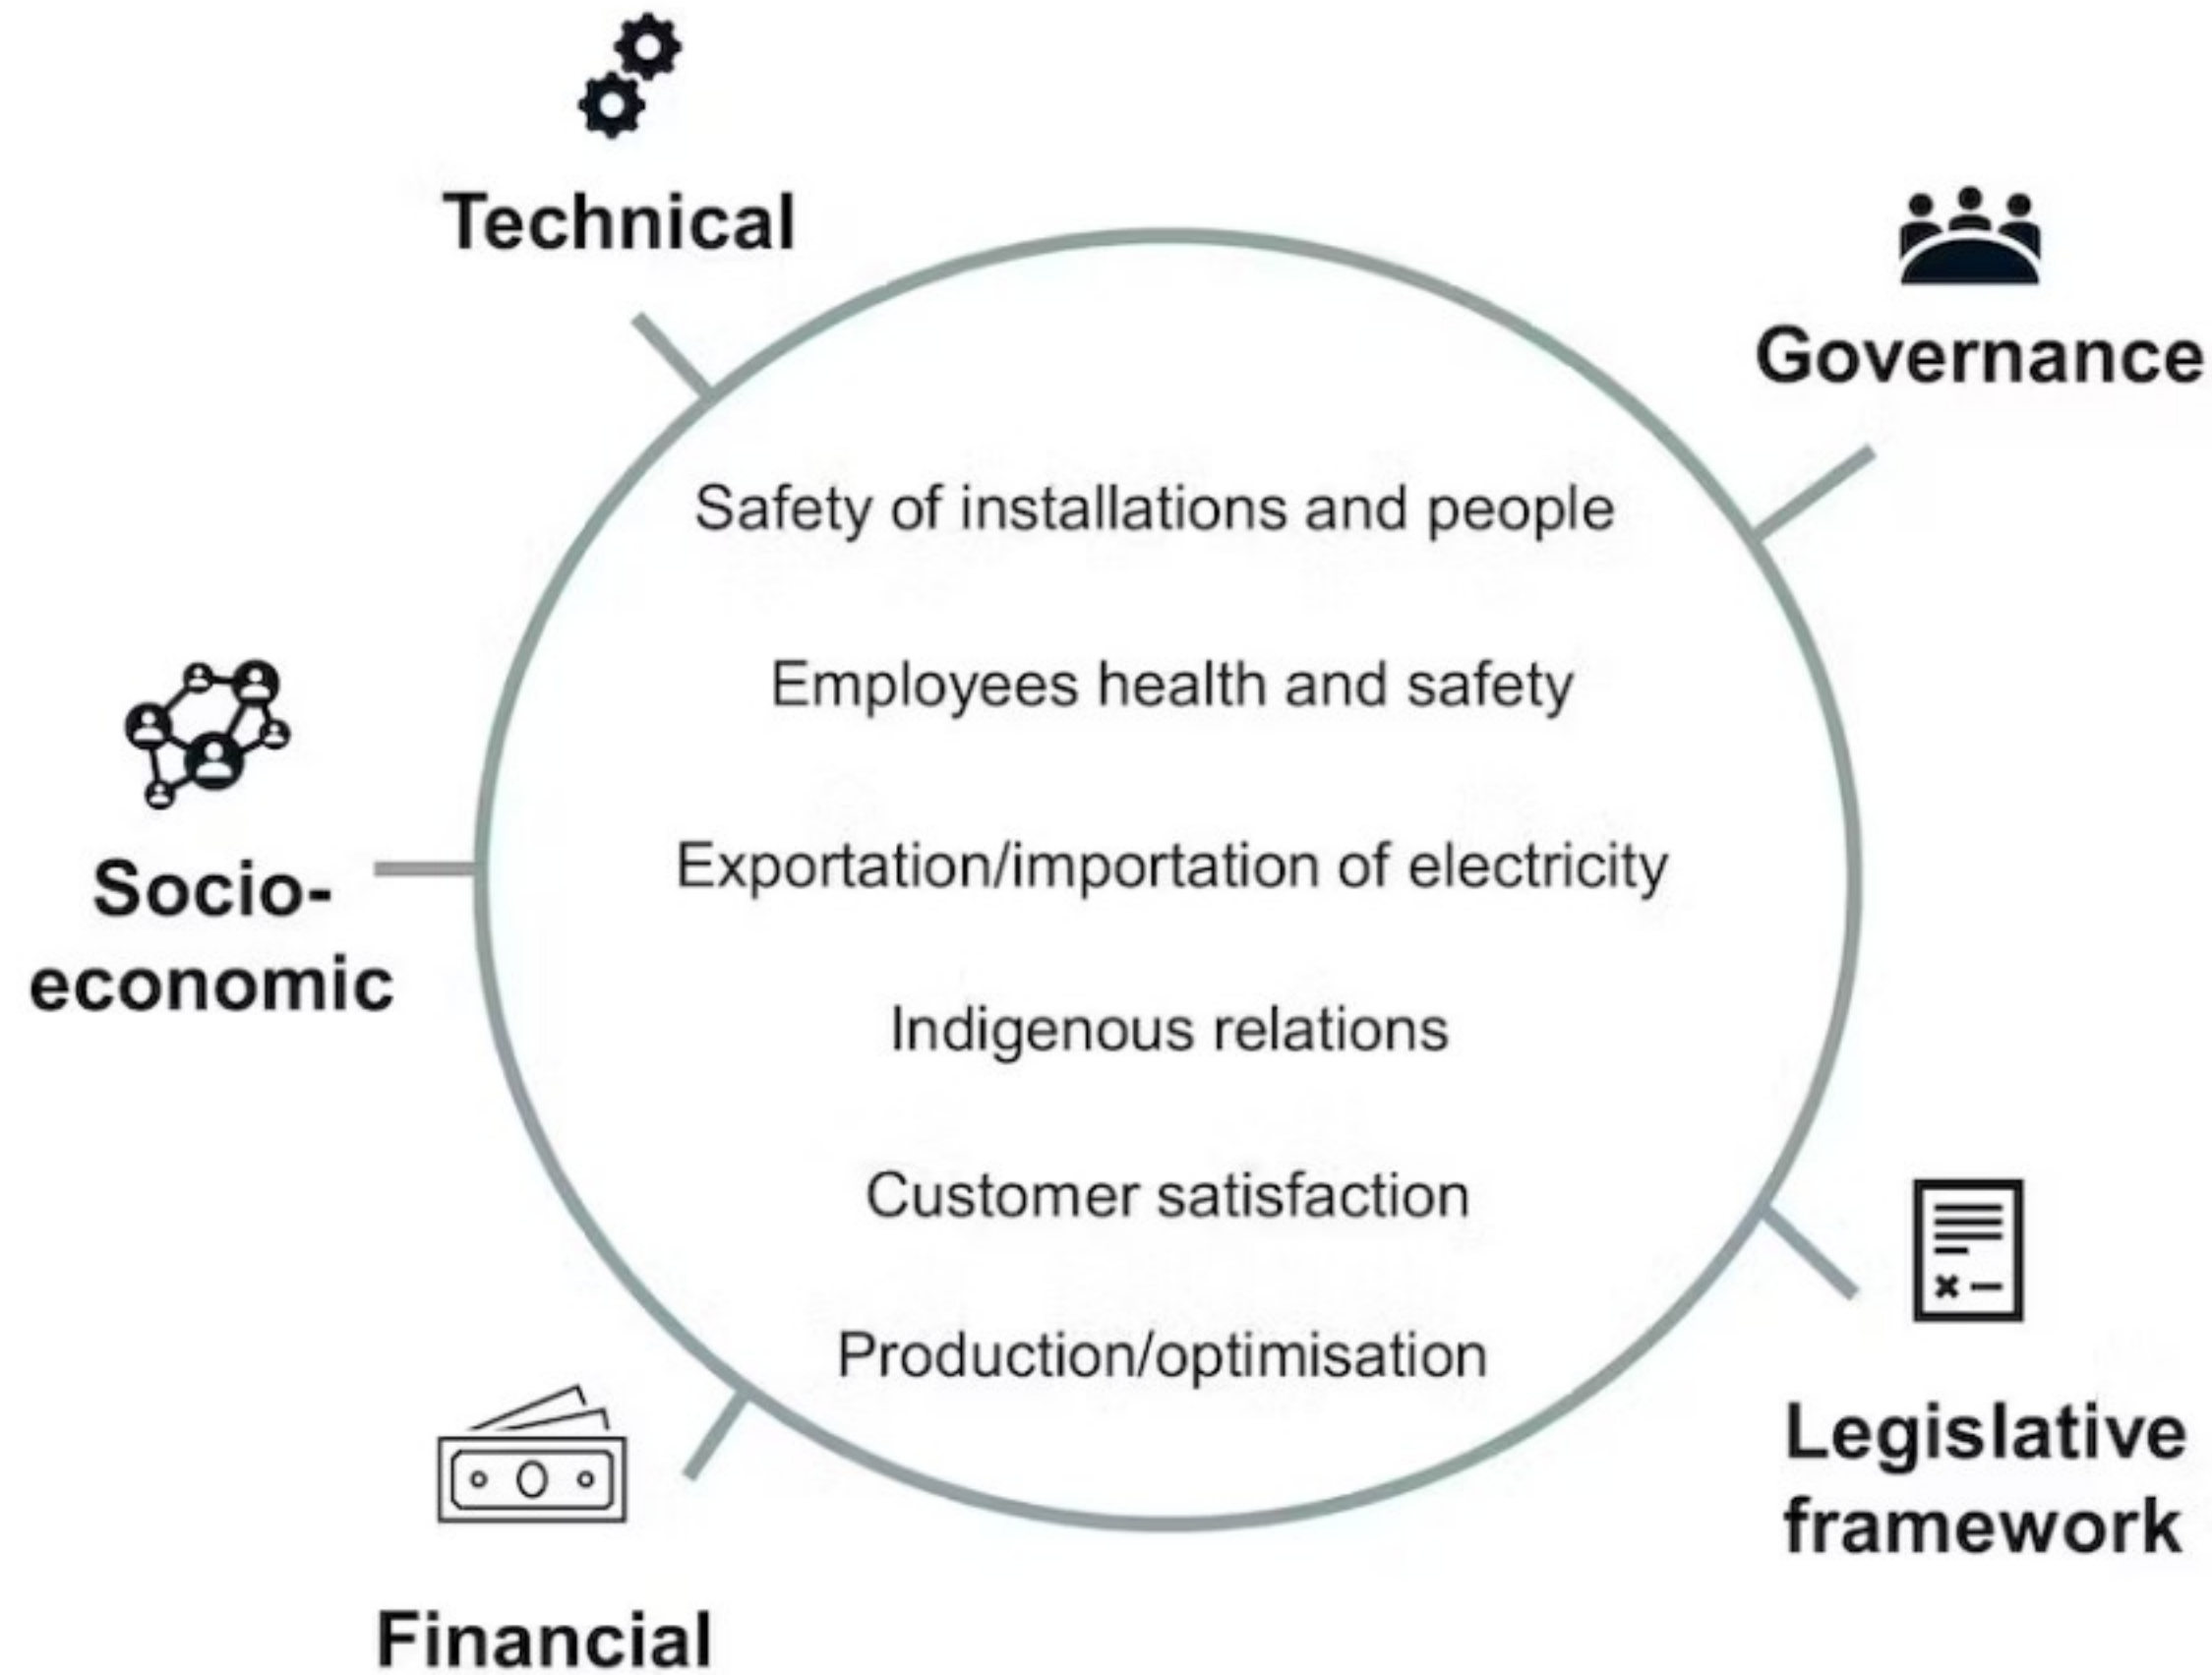 Technical
Governance
Safety of installations and people
Employees health and safety
Exportation/importation of electricity
Socio-
economic
Indigenous relations
Customer satisfaction
Production/optimisation
Legislative
framework
Financial